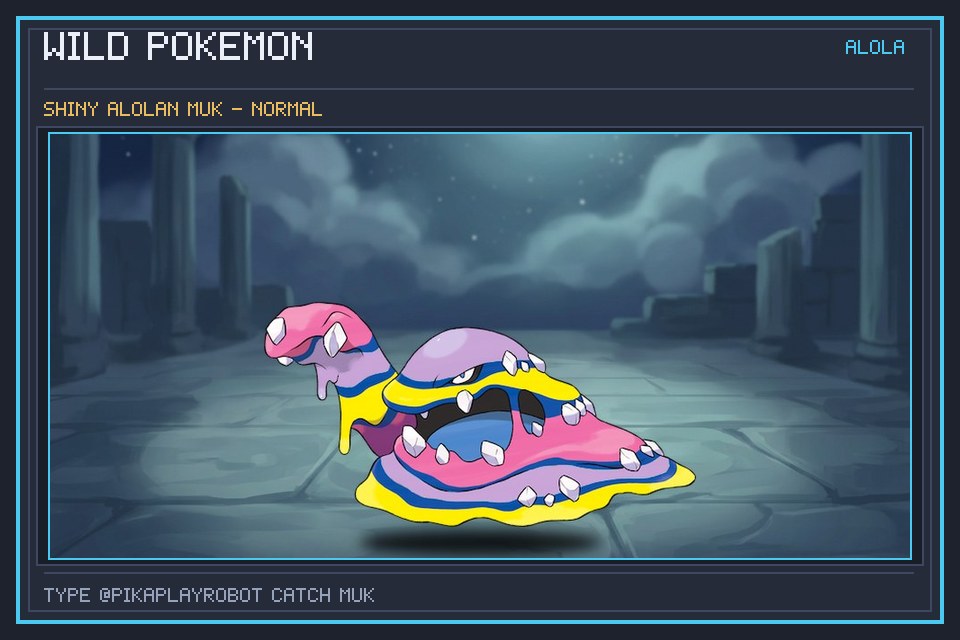 WILD POKEMON
ALOLA
SHINY ALOLAN MUK - NORMAL
TYPE @PIKAPLAYROBOT CATCH MUK